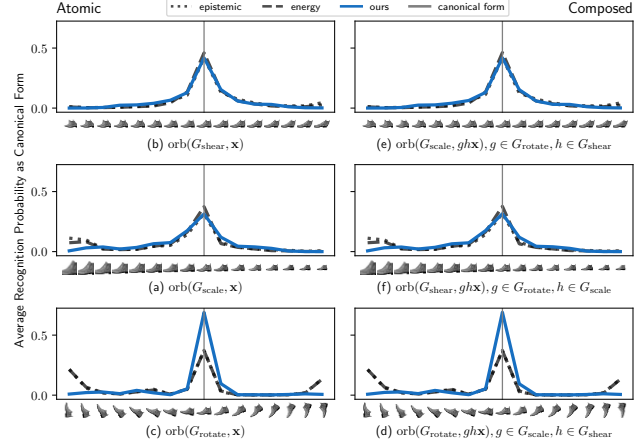 Atomic
epistemic energy ours canonical form
Composed
Average Recognition Probability as Canonical Form
0.5
0.0
(b) orb(G_shear, x)
(e) orb(G_scale, ghx), g ∈ G_rotate, h ∈ G_shear
0.5
0.0
(a) orb(G_scale, x)
(f) orb(G_shear, ghx), g ∈ G_rotate, h ∈ G_scale
0.5
0.0
(c) orb(G_rotate, x)
(d) orb(G_rotate, ghx), g ∈ G_scale, h ∈ G_shear